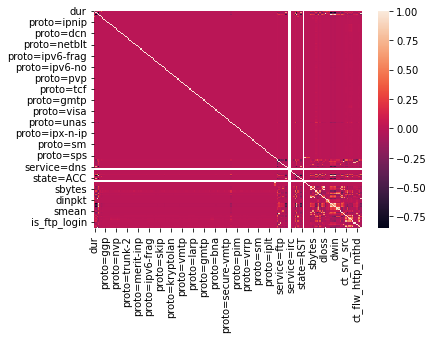 dur
proto=ipnip
proto=dcn
proto=netblt
proto=ipv6-frag
proto=ipv6-no
proto=pvp
proto=tcf
proto=gmtp
proto=visa
proto=unas
proto=ipx-n-ip
proto=sm
proto=sps
service=dns
state=ACC
sbytes
dinpkt
smean
is_ftp_login
dur
proto=ggp
proto=nvp
proto=trunk-2
proto=merit-inp
proto=ipv6-frag
proto=skip
proto=kryptolan
proto=vmtp
proto=larp
proto=gmtp
proto=bna
proto=secure-vmtp
proto=pim
proto=vrrp
proto=sm
proto=iplt
service=ftp
service=irc
state=RST
sbytes
dloss
dwin
ct_srv_src
ct_flw_http_mthd
1.00
0.75
0.50
0.25
0.00
−0.25
−0.50
−0.75